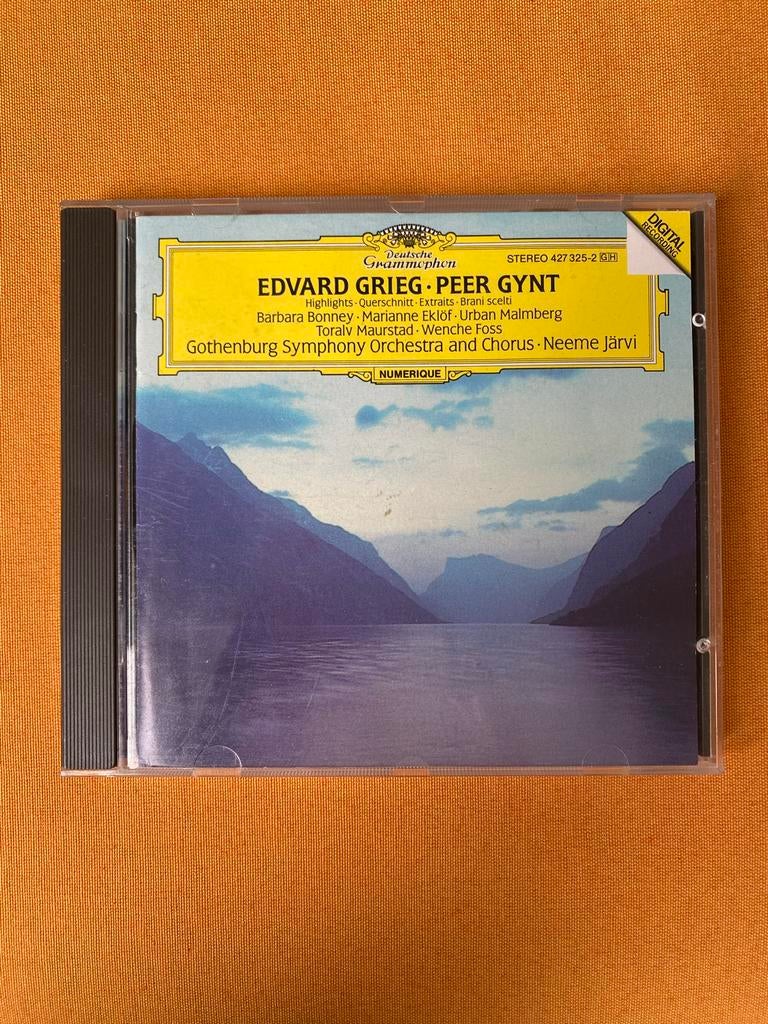 DIGITAL
RECORDING
Deutsche
Grammophon
STEREO 427 325-2 GH
EDVARD GRIEG · PEER GYNT
Highlights · Querschnitt · Extraits · Brani scelti
Barbara Bonney · Marianne Eklöf · Urban Malmberg
Toralv Maurstad · Wenche Foss
Gothenburg Symphony Orchestra and Chorus · Neeme Järvi
NUMERIQUE